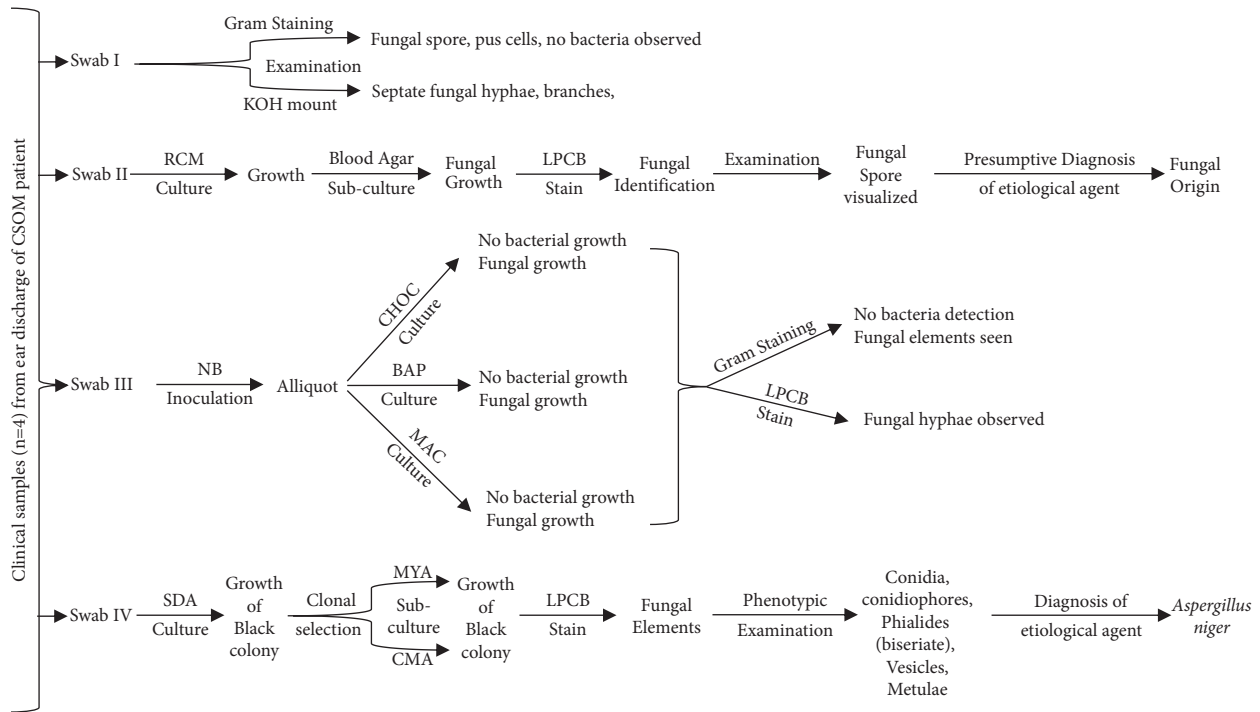 Clinical samples (n=4) from ear discharge of CSOM patient
Swab I
Gram Staining
Examination
KOH mount
Fungal spore, pus cells, no bacteria observed
Septate fungal hyphae, branches,
Swab II
RCM
Culture
Growth
Blood Agar
Sub-culture
Fungal
Growth
LPCB
Stain
Fungal
Identification
Examination
Fungal
Spore
visualized
Presumptive Diagnosis
of etiological agent
Fungal
Origin
Swab III
NB
Inoculation
Alliquot
CHOC
Culture
No bacterial growth
Fungal growth
BAP
Culture
No bacterial growth
Fungal growth
MAC
Culture
No bacterial growth
Fungal growth
Gram Staining
No bacteria detection
Fungal elements seen
LPCB
Stain
Fungal hyphae observed
Swab IV
SDA
Culture
Growth
of
Black
colony
Clonal
selection
MYA
Sub-
culture
CMA
Growth
of
Black
colony
LPCB
Stain
Fungal
Elements
Phenotypic
Examination
Conidia,
conidiophores,
Phialides
(biseriate),
Vesicles,
Metulae
Diagnosis of
etiological agent
Aspergillus
niger